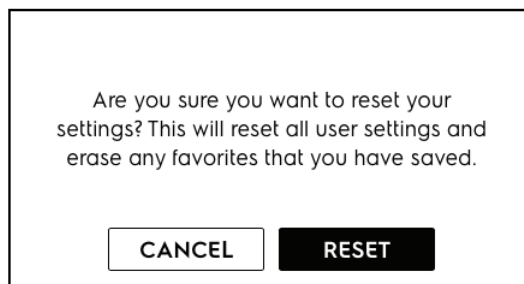 Are you sure you want to reset your
settings? This will reset all user settings and
erase any favorites that you have saved.
CANCEL
RESET